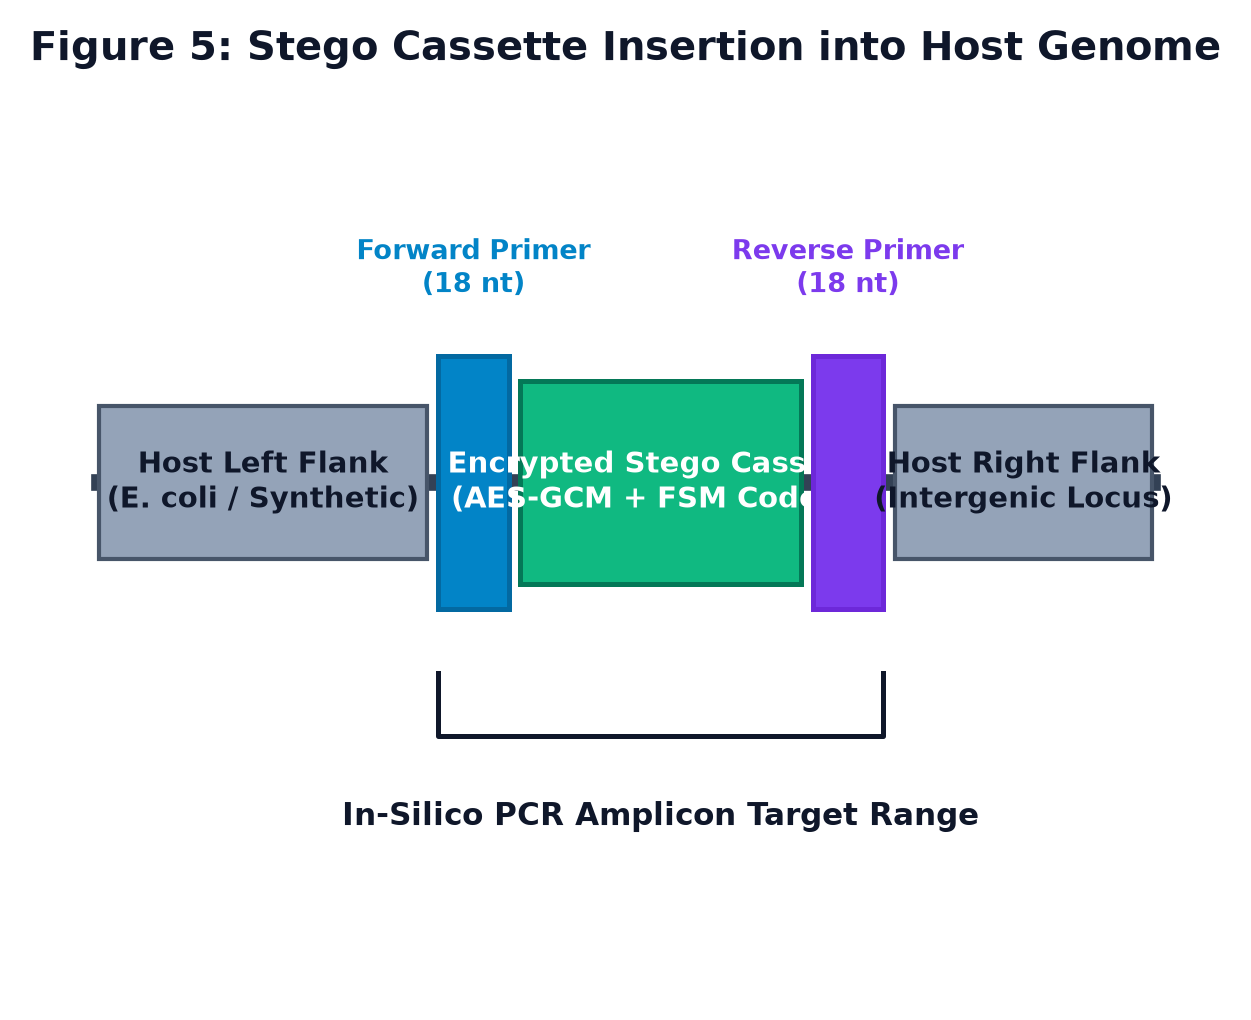 Figure 5: Stego Cassette Insertion into Host Genome
Forward Primer
(18 nt)
Reverse Primer
(18 nt)
Host Left Flank
(E. coli / Synthetic)
Encrypted Stego Cass
(AES-GCM + FSM Code
Host Right Flank
(Intergenic Locus)
In-Silico PCR Amplicon Target Range